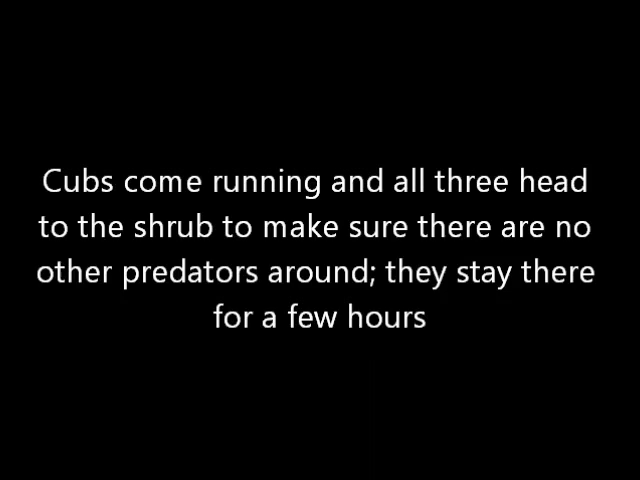 Cubs come running and all three head
to the shrub to make sure there are no
other predators around; they stay there
for a few hours